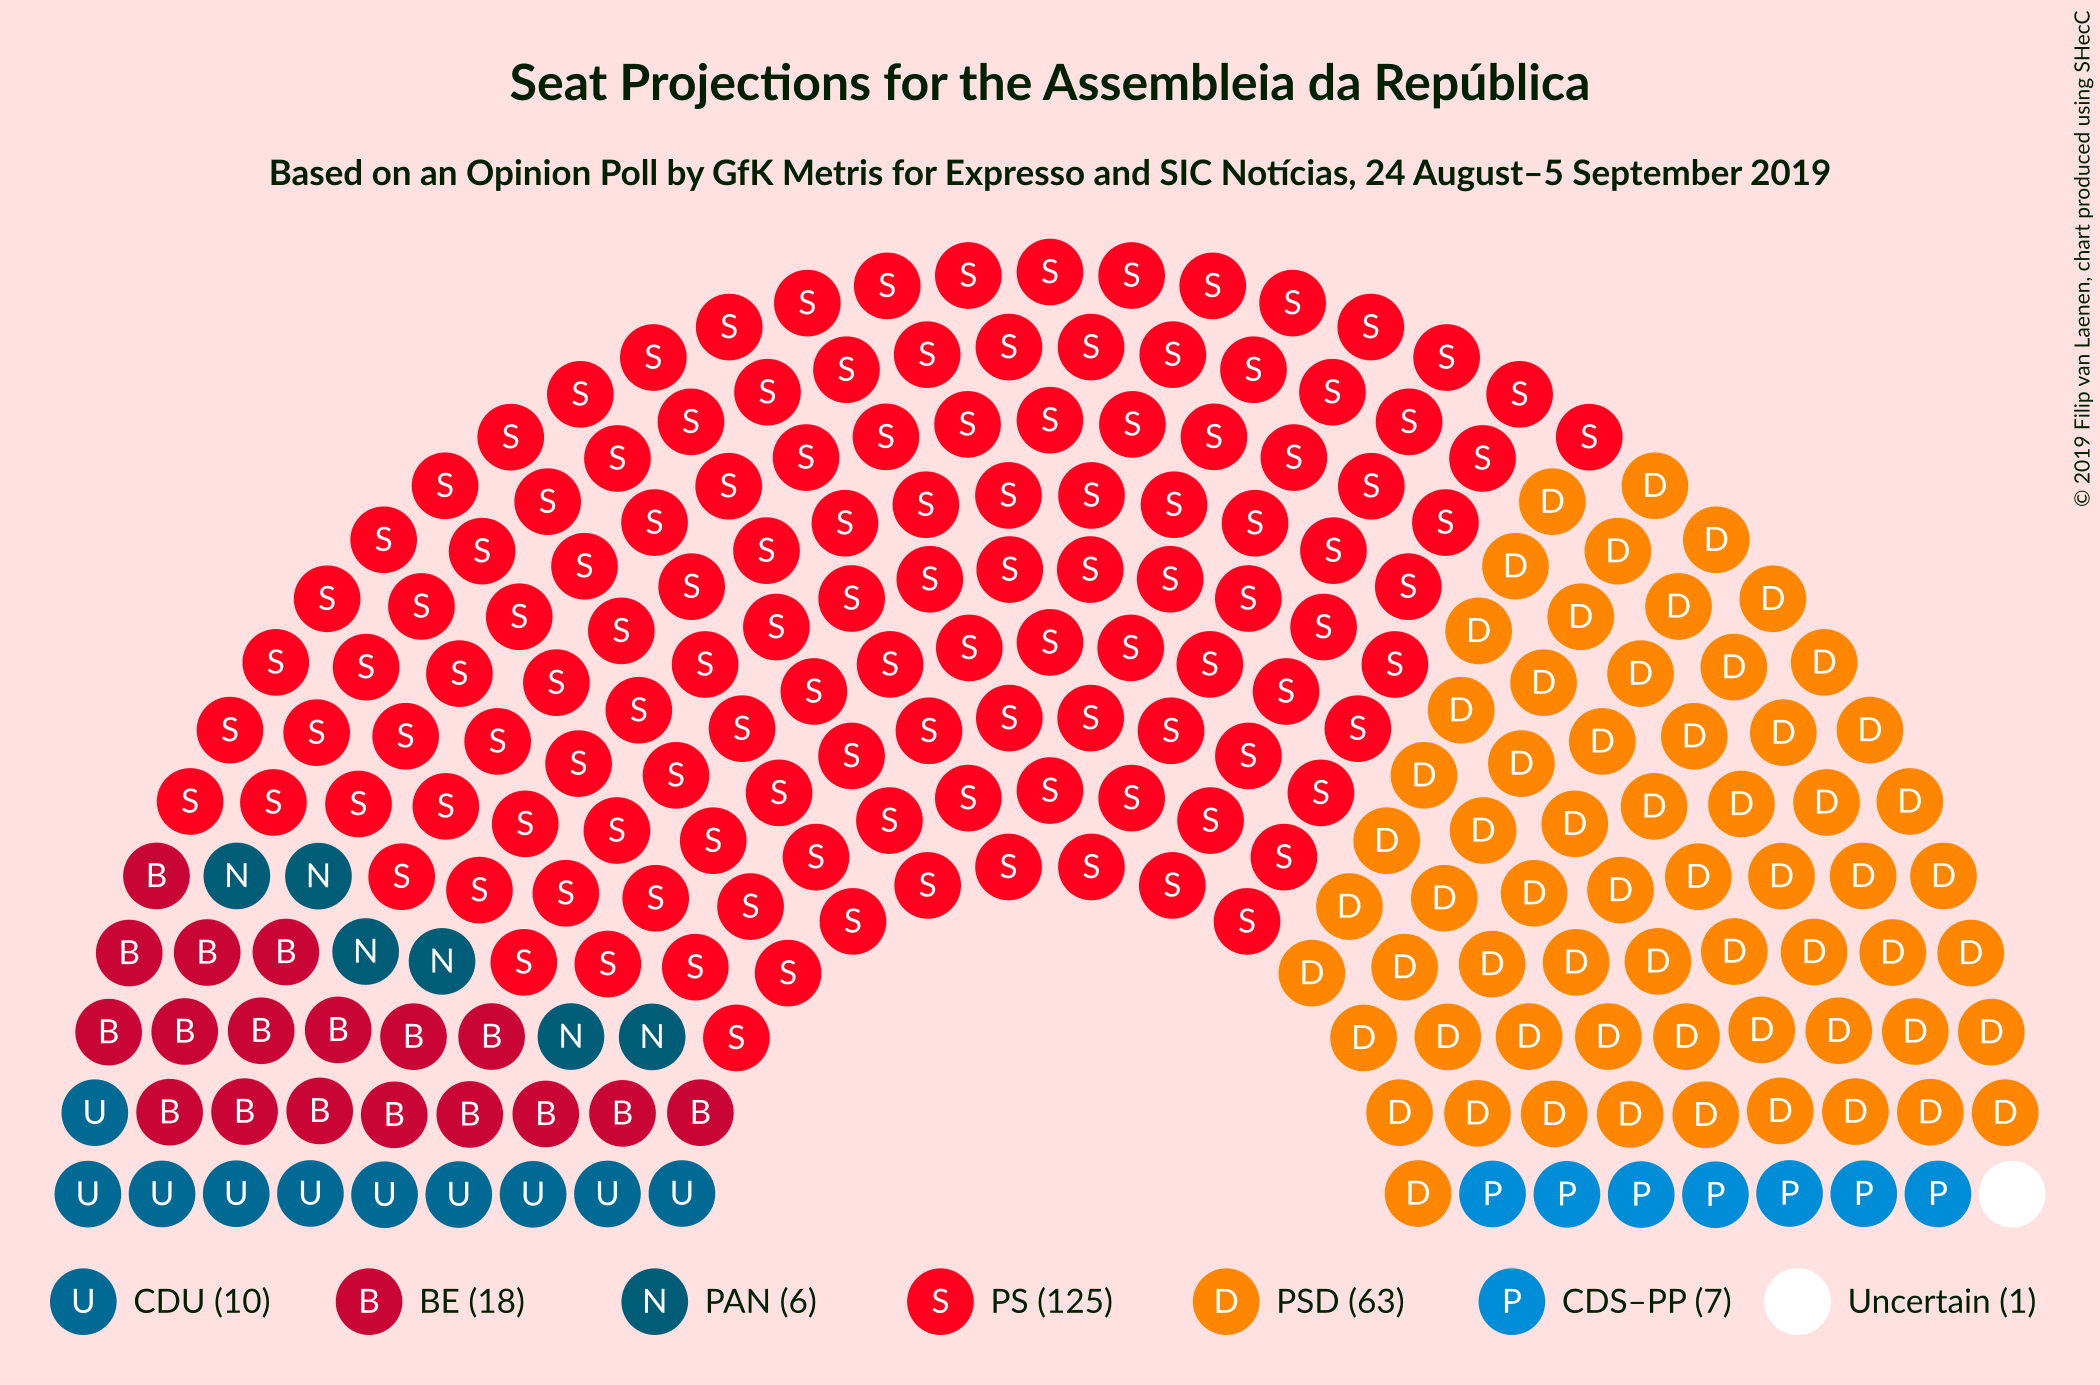 Seat Projections for the Assembleia da República
Based on an Opinion Poll by GfK Metris for Expresso and SIC Notícias, 24 August–5 September 2019
© 2019 Filip van Laenen, chart produced using SHecC
U CDU (10) B BE (18) N PAN (6) S PS (125) D PSD (63) P CDS–PP (7) Uncertain (1)